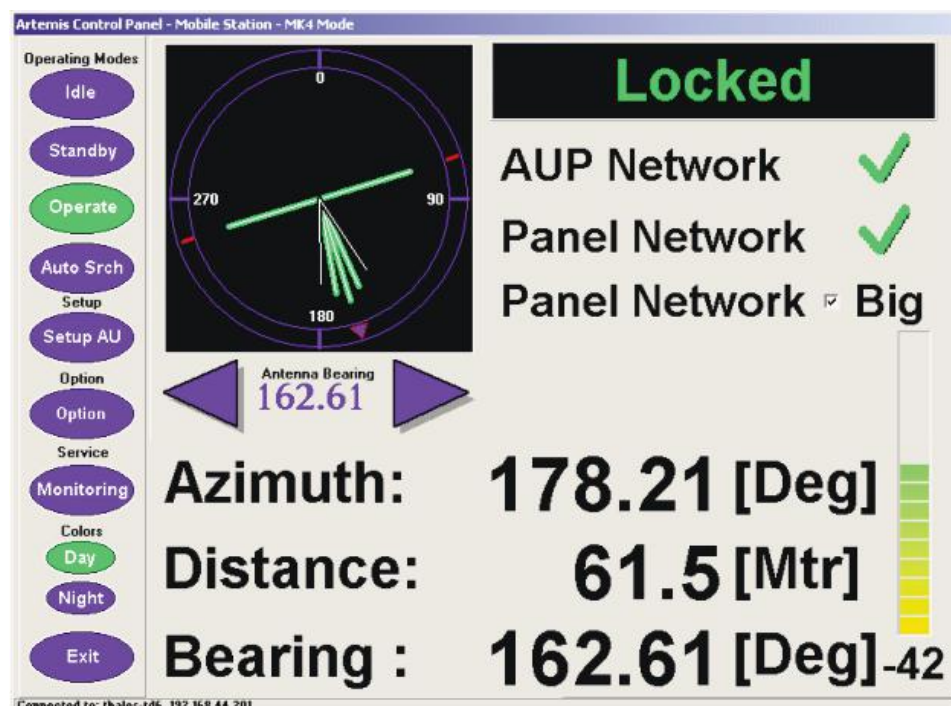 Artemis Control Panel - Mobile Station - MK4 Mode
Operating Modes
Idle
Standby
Operate
Auto Srch
Setup
Setup AU
Option
Option
Service
Monitoring
Colors
Day
Night
Exit
0
270
90
180
Antenna Bearing
162.61
Locked
AUP Network
Panel Network
Panel Network Big
Azimuth: 178.21 [Deg]
Distance: 61.5 [Mtr]
Bearing : 162.61 [Deg]
-42
Connected to: